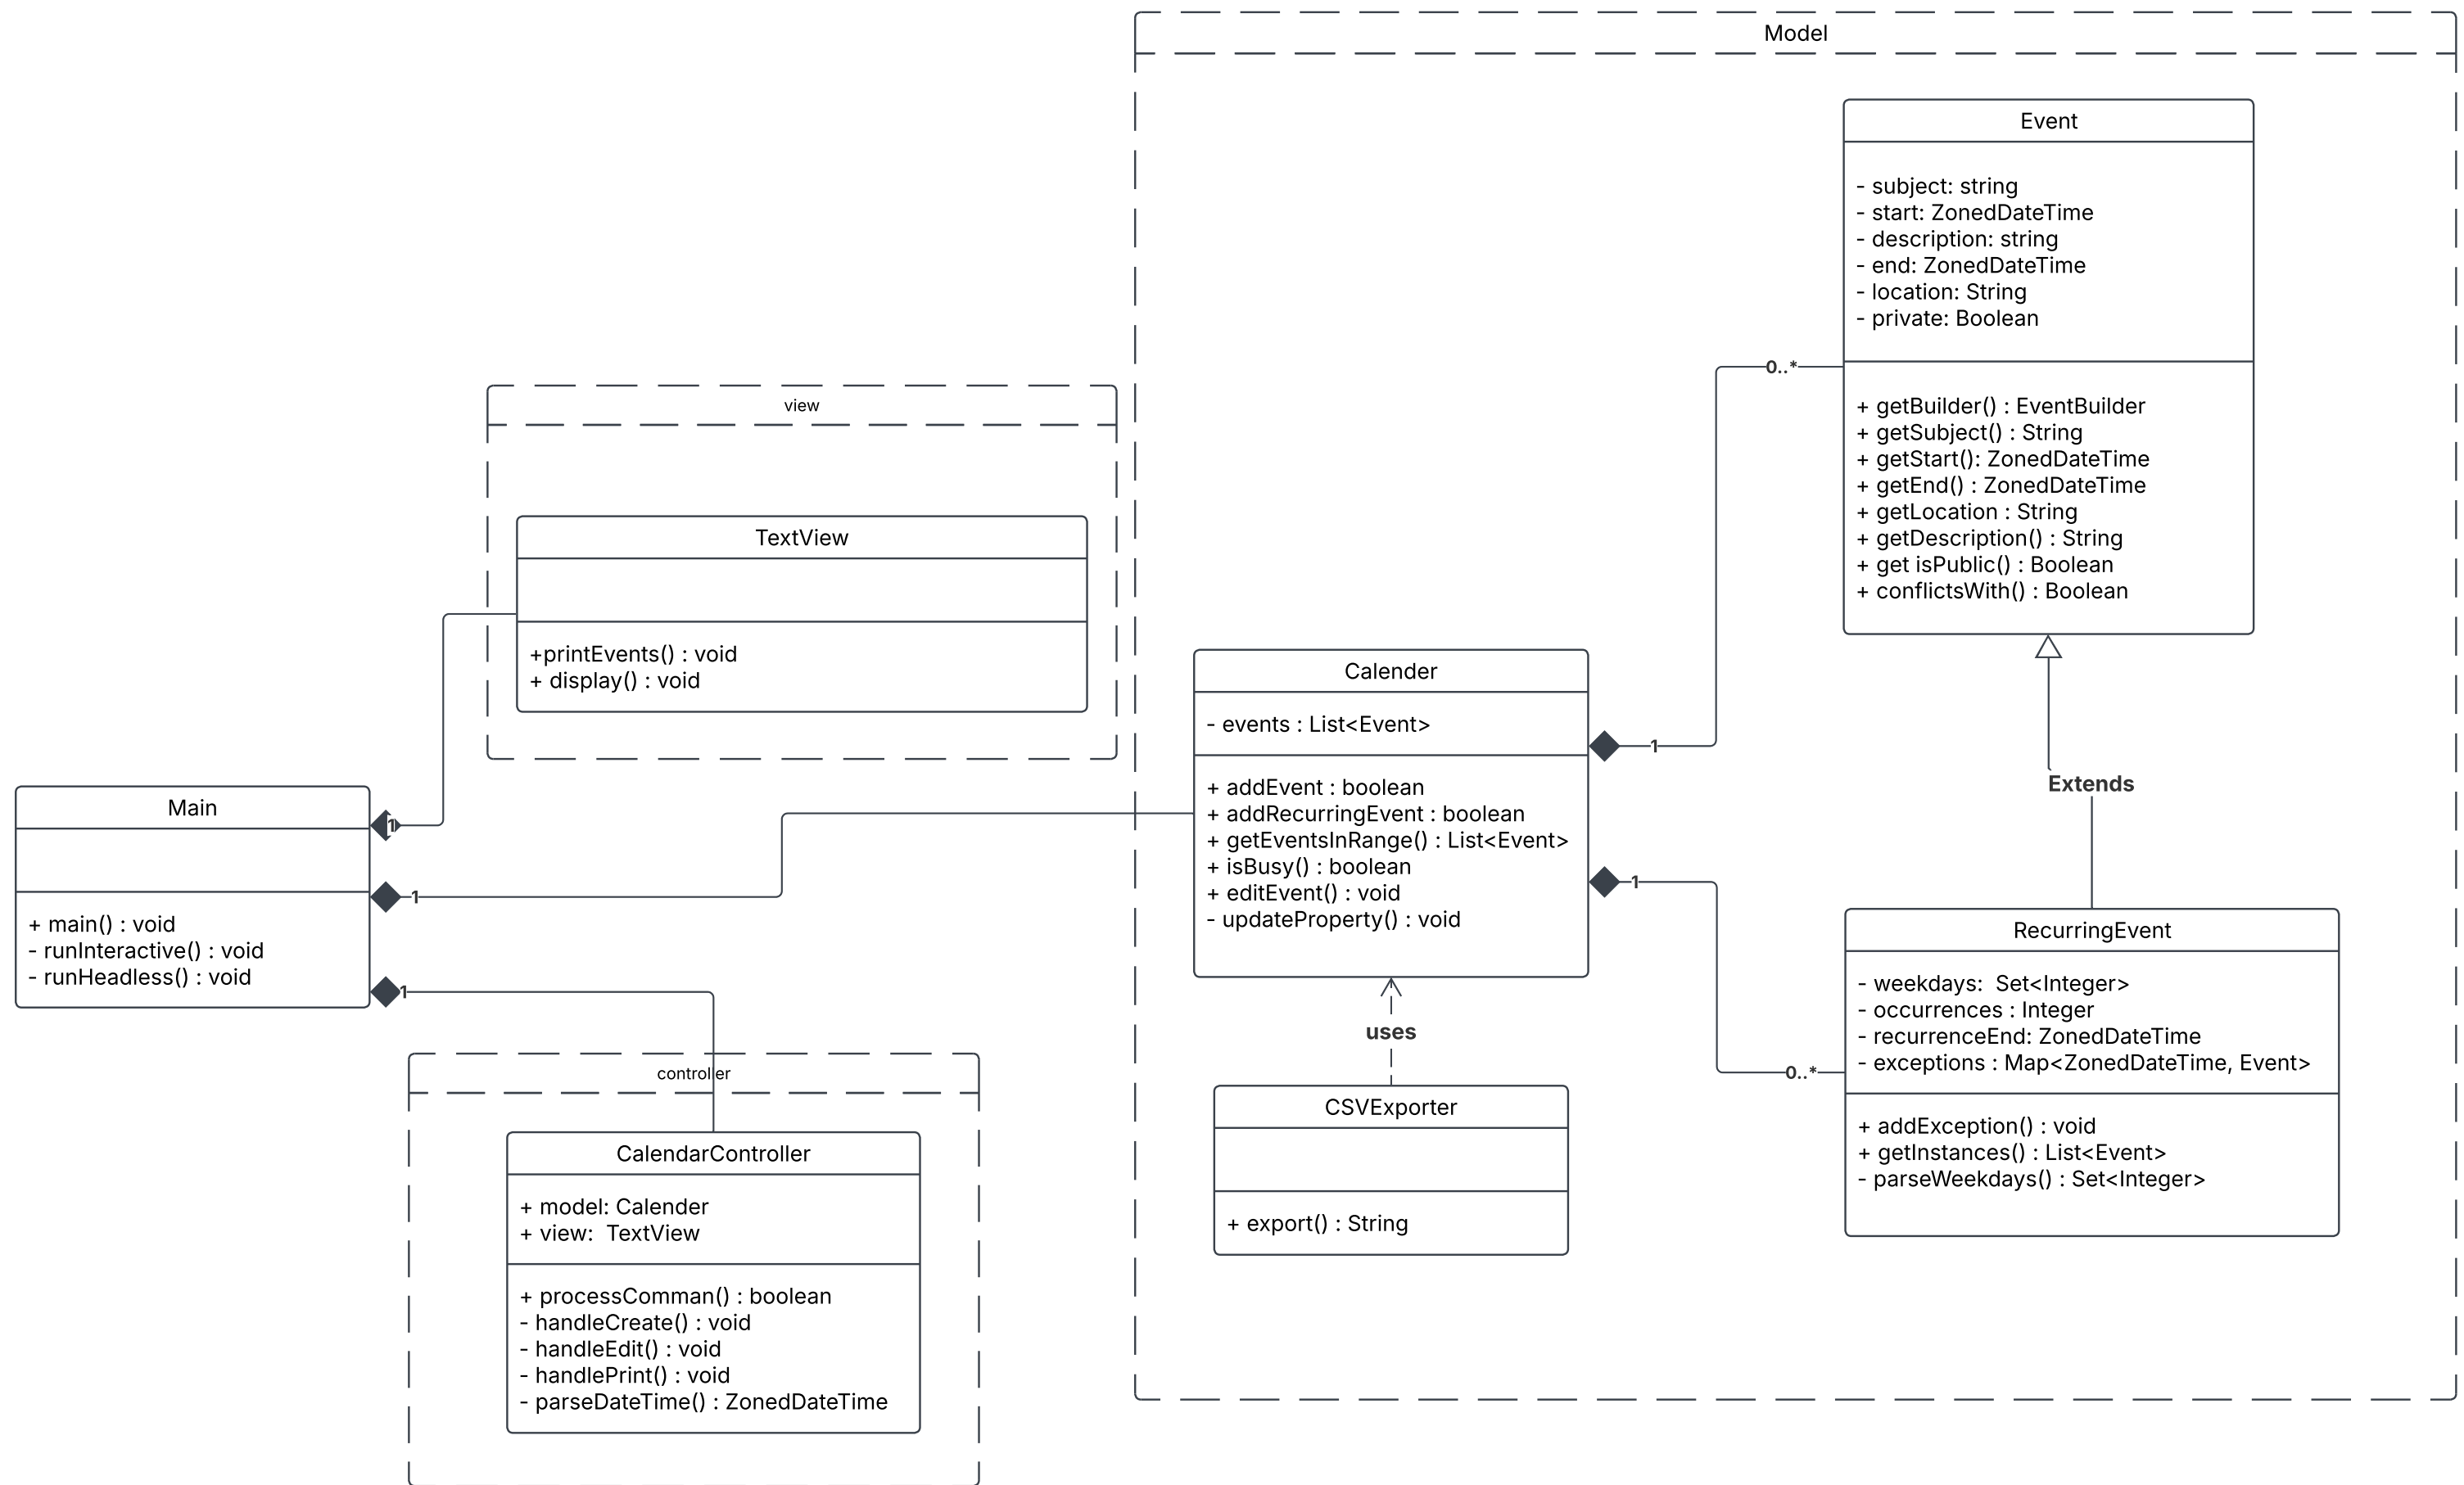 Model
Event
- subject: string
- start: ZonedDateTime
- description: string
- end: ZonedDateTime
- location: String
- private: Boolean
+ getBuilder() : EventBuilder
+ getSubject() : String
+ getStart(): ZonedDateTime
+ getEnd() : ZonedDateTime
+ getLocation : String
+ getDescription() : String
+ get isPublic() : Boolean
+ conflictsWith() : Boolean
0..*
view
TextView
+printEvents() : void
+ display() : void
Calender
- events : List<Event>
+ addEvent : boolean
+ addRecurringEvent : boolean
+ getEventsInRange() : List<Event>
+ isBusy() : boolean
+ editEvent() : void
- updateProperty() : void
1
1
Extends
Main
+ main() : void
- runInteractive() : void
- runHeadless() : void
1
1
1
RecurringEvent
- weekdays:  Set<Integer>
- occurrences : Integer
- recurrenceEnd: ZonedDateTime
- exceptions : Map<ZonedDateTime, Event>
+ addException() : void
+ getInstances() : List<Event>
- parseWeekdays() : Set<Integer>
0..*
uses
CSVExporter
+ export() : String
controller
CalendarController
+ model: Calender
+ view:  TextView
+ processComman() : boolean
- handleCreate() : void
- handleEdit() : void
- handlePrint() : void
- parseDateTime() : ZonedDateTime